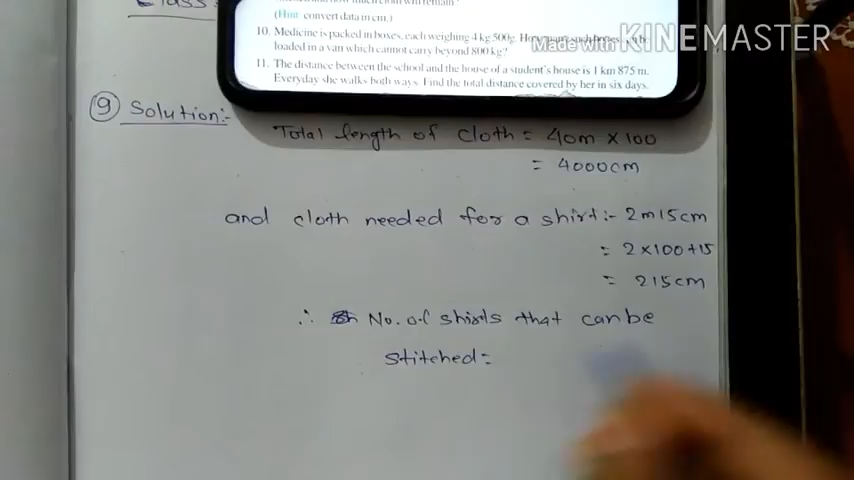 Class:
(Hint convert data in cm.)
10. Medicine is packed in boxes, each weighing 4 kg 500g. How many such boxes can be
loaded in a van which cannot carry beyond 800 kg?
Made with KINEMASTER
11. The distance between the school and the house of a student's house is 1 km 875 m.
Everyday she walks both ways. Find the total distance covered by her in six days.
9 Solution:-
Total length of cloth = 40m × 100
= 4000cm
and cloth needed for a shirt:- 2m15cm
= 2×100+15
= 215cm
∴ No. of shirts that can be
stitched=